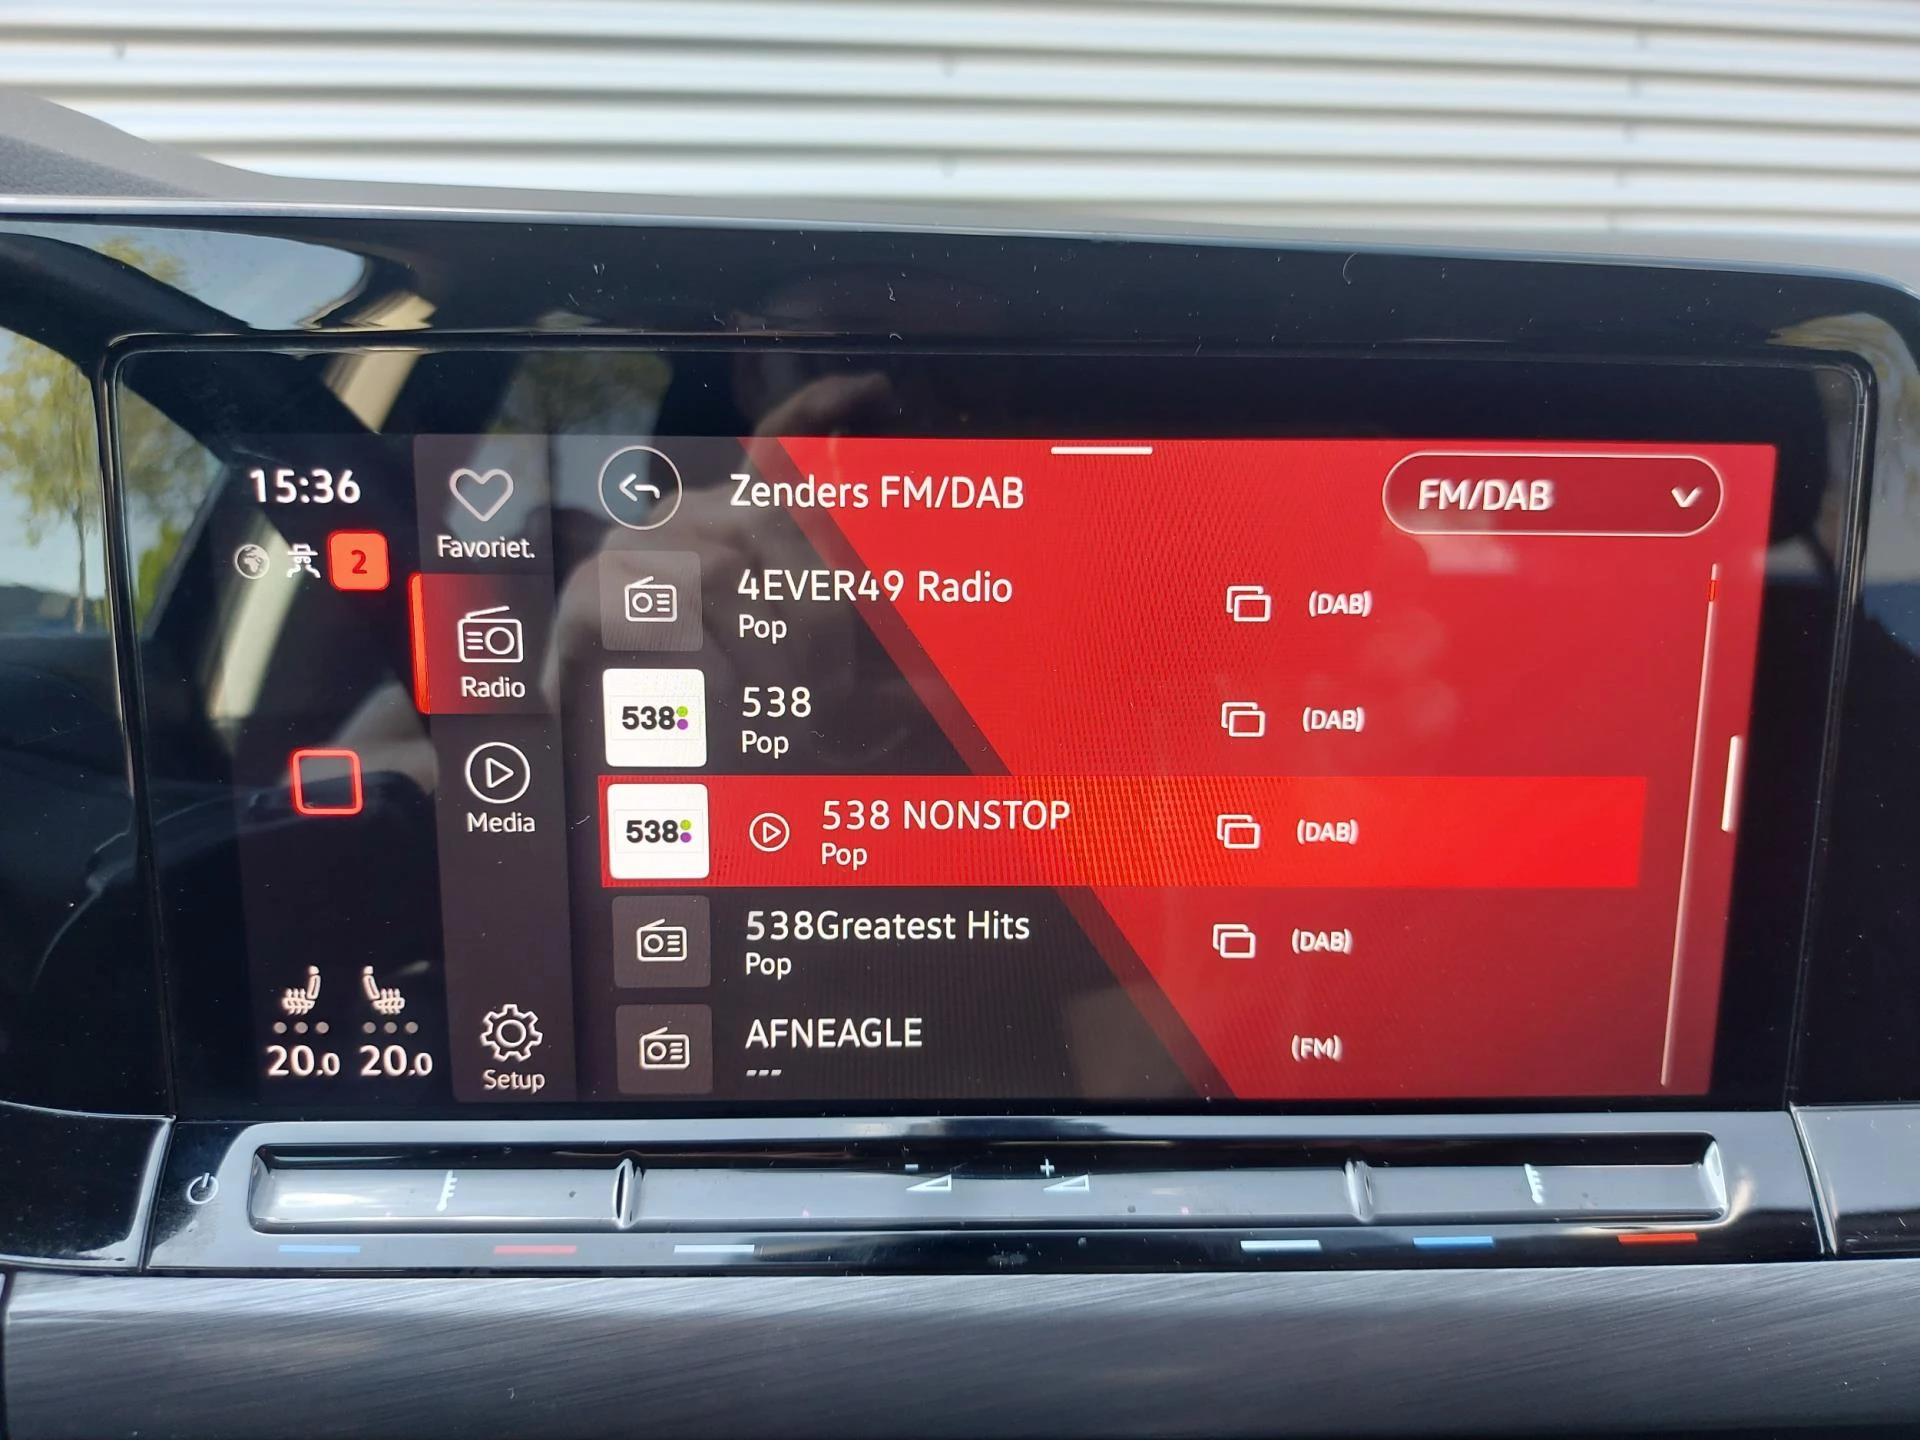 15:36
2
Favoriet.
Radio
Media
Setup
20.0 20.0
Zenders FM/DAB
FM/DAB
4EVER49 Radio
Pop
(DAB)
538
538
Pop
(DAB)
538
538 NONSTOP
Pop
(DAB)
538Greatest Hits
Pop
(DAB)
AFNEAGLE
---
(FM)
- +